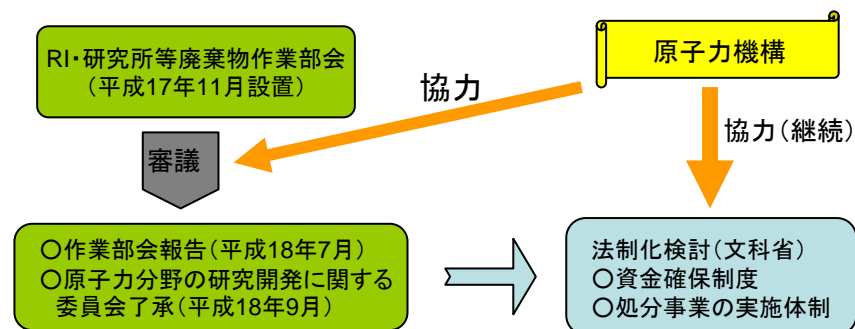 RI・研究所等廃棄物作業部会
(平成17年11月設置)
原子力機構
協力
協力(継続)
審議
〇作業部会報告(平成18年7月)
〇原子力分野の研究開発に関する
委員会了承(平成18年9月)
法制化検討(文科省)
〇資金確保制度
〇処分事業の実施体制